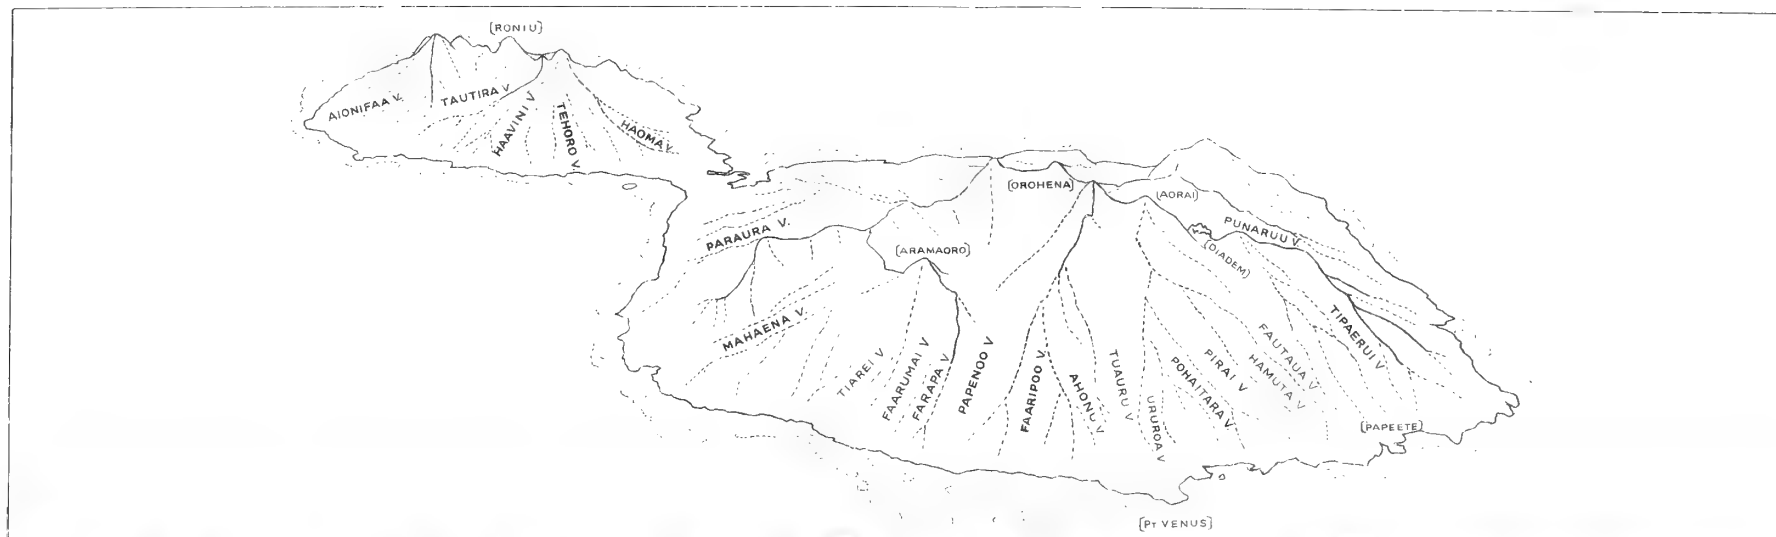 [RONIU]
AIONIFAA V.
TAUTIRA V
HAAVINI V
TEHORO V.
HAOMA V.
[OROHENA]
[AORAI]
PUNARUU V.
[DIADEM]
PARAURA V.
[ARAMAORO]
MAHAENA V.
TIAREI V
FAARUMAI V
FARAPA V
PAPENOO V
FAARIPOO V.
AHONU V
TUAURU V
URUROA V
POHAITARA V.
PIRAI V
HAMUTA V
FAUTAUA V
TIPAERUI V
[PAPEETE]
[PT VENUS]